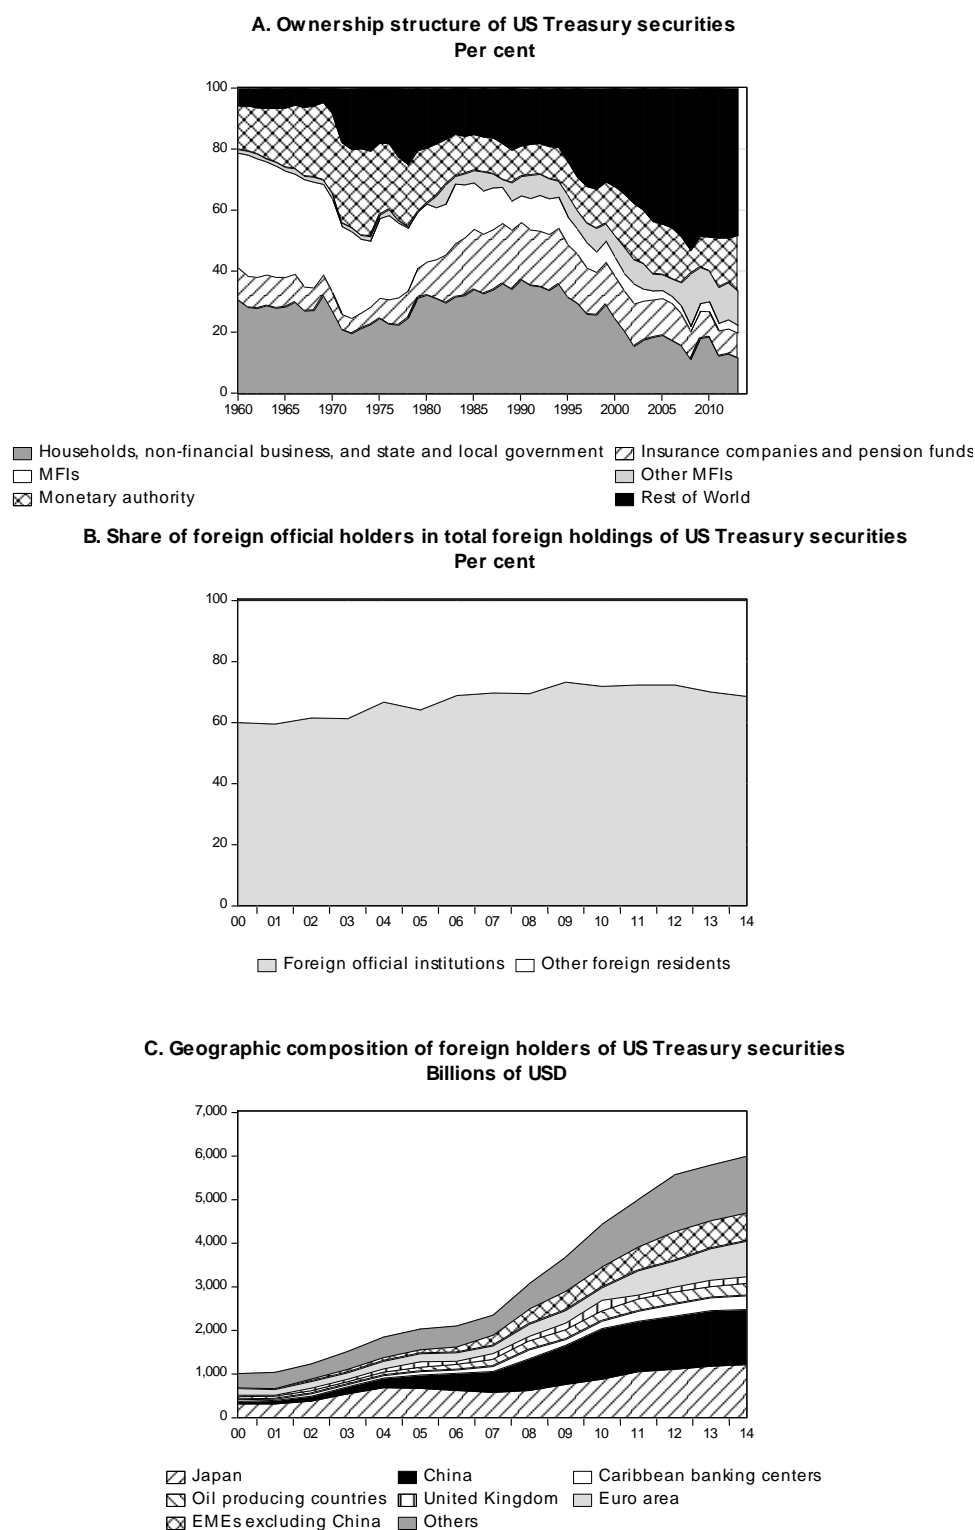 A. Ownership structure of US Treasury securities
Per cent
100
80
60
40
20
0
1960 1965 1970 1975 1980 1985 1990 1995 2000 2005 2010
Households, non-financial business, and state and local government Insurance companies and pension funds
MFIs Other MFIs
Monetary authority Rest of World
B. Share of foreign official holders in total foreign holdings of US Treasury securities
Per cent
100
80
60
40
20
0
00 01 02 03 04 05 06 07 08 09 10 11 12 13 14
Foreign official institutions Other foreign residents
C. Geographic composition of foreign holders of US Treasury securities
Billions of USD
7,000
6,000
5,000
4,000
3,000
2,000
1,000
0
00 01 02 03 04 05 06 07 08 09 10 11 12 13 14
Japan China Caribbean banking centers
Oil producing countries United Kingdom Euro area
EMEs excluding China Others